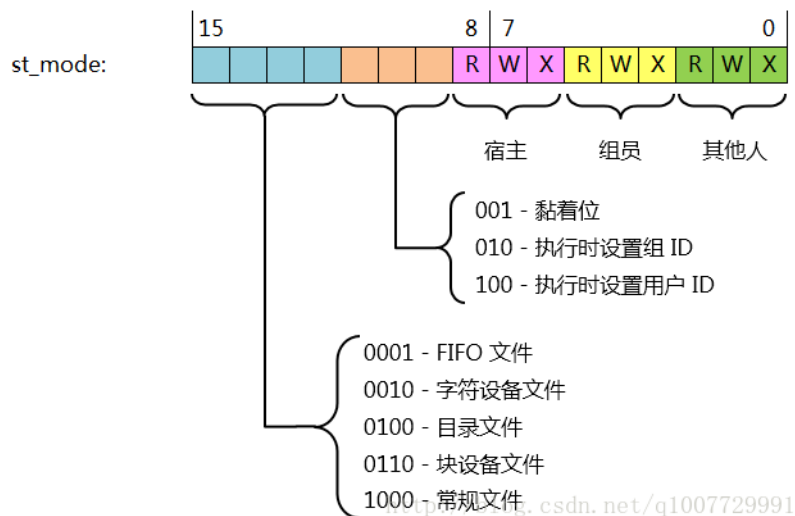 15 8 7 0
st_mode: R W X R W X R W X
宿主 组员 其他人
001 - 黏着位
010 - 执行时设置组 ID
100 - 执行时设置用户 ID
0001 - FIFO 文件
0010 - 字符设备文件
0100 - 目录文件
0110 - 块设备文件
1000 - 常规文件
http://blog.csdn.net/q1007729991